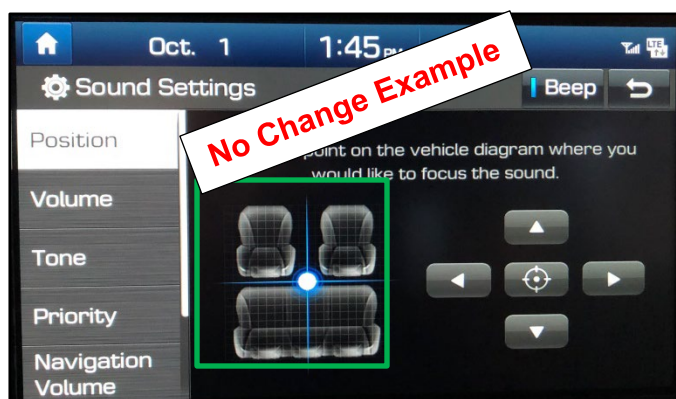 Oct. 1 1:45 PM LTE
Sound Settings Beep
No Change Example
Position
point on the vehicle diagram where you
would like to focus the sound.
Volume
Tone
Priority
Navigation
Volume